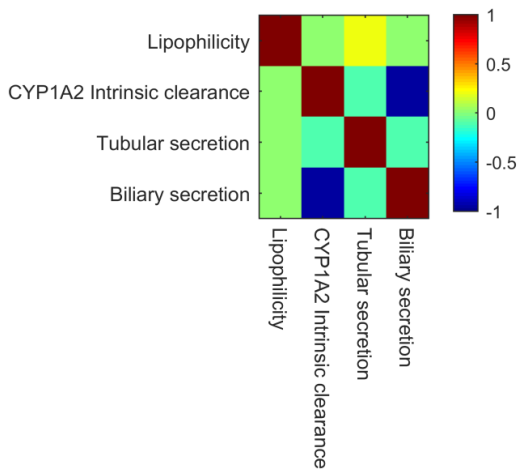 Lipophilicity
CYP1A2 Intrinsic clearance
Tubular secretion
Biliary secretion
1
0.5
0
-0.5
-1
Lipophilicity
CYP1A2 Intrinsic clearance
Tubular secretion
Biliary secretion